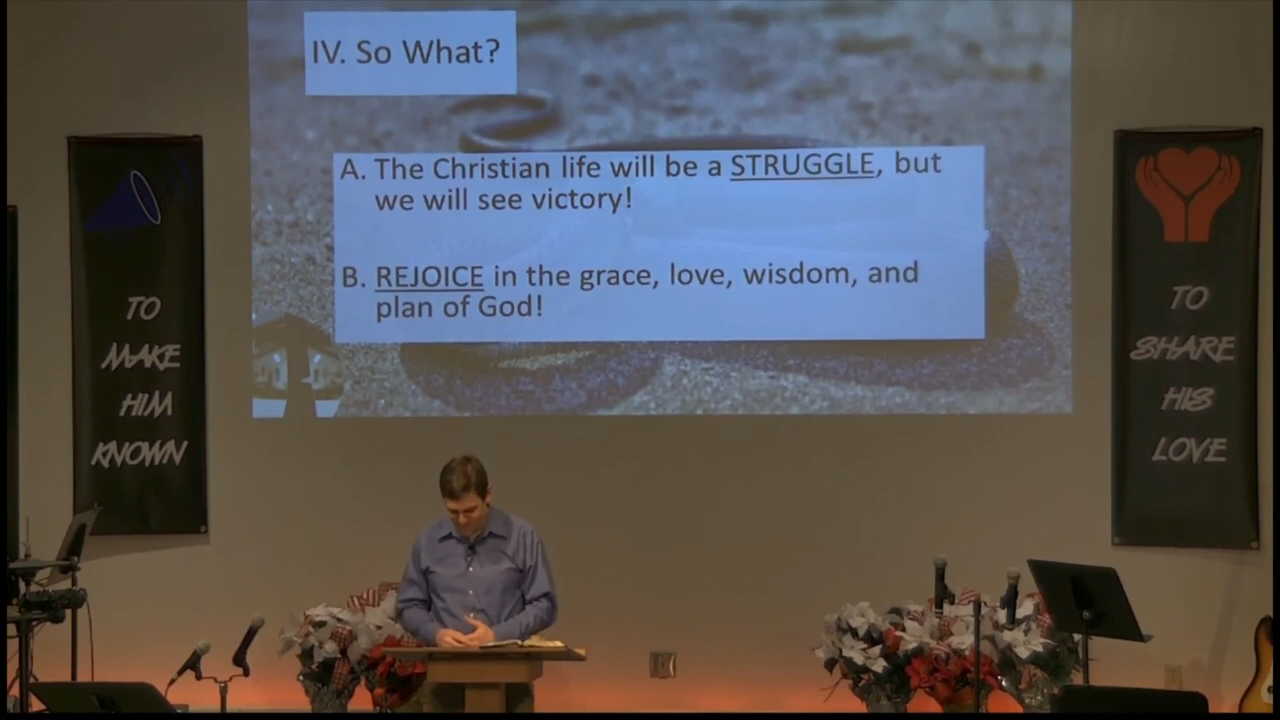 IV. So What?
A. The Christian life will be a STRUGGLE, but
we will see victory!
B. REJOICE in the grace, love, wisdom, and
plan of God!
TO
MAKE
HIM
KNOWN
TO
SHARE
HIS
LOVE